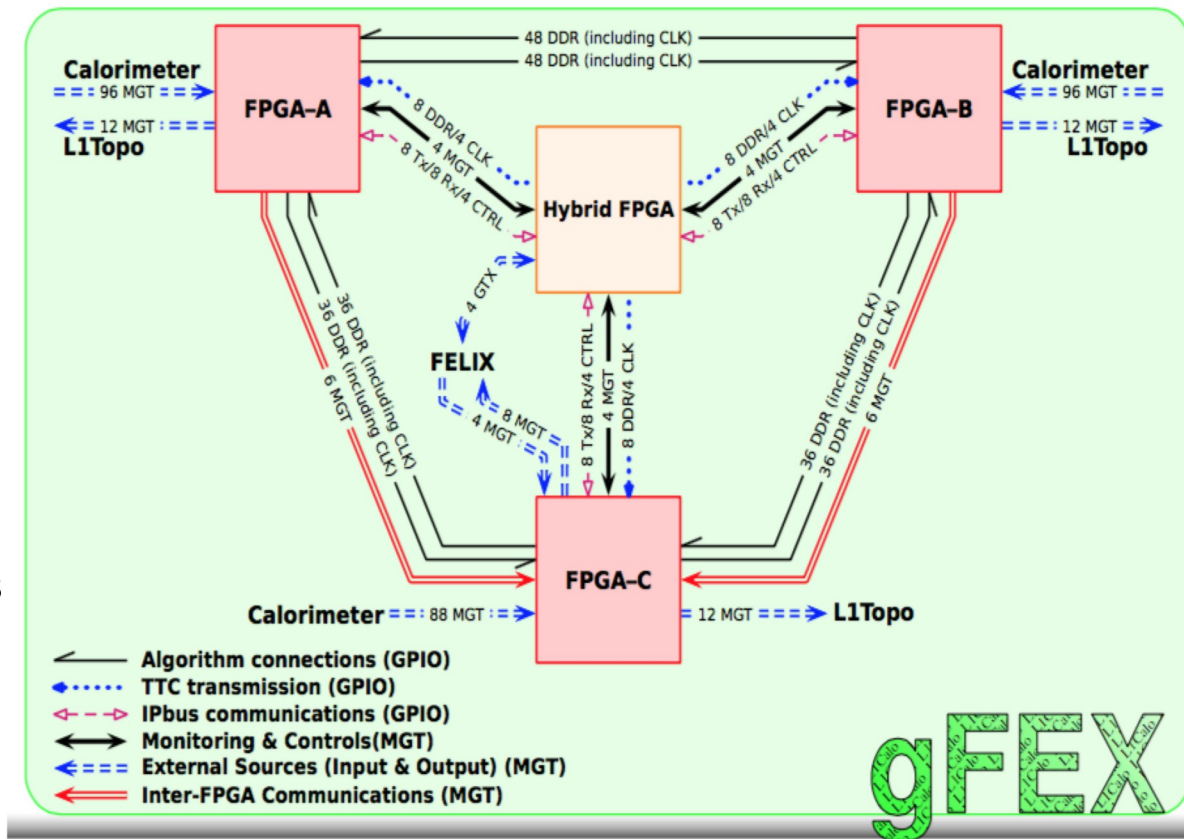 48 DDR (including CLK)
48 DDR (including CLK)
Calorimeter
96 MGT
12 MGT
L1Topo
FPGA–A
8 DDR/4 CLK
4 MGT
8 Tx/8 Rx/4 CTRL
Hybrid FPGA
8 DDR/4 CLK
4 MGT
8 Tx/8 Rx/4 CTRL
FPGA–B
Calorimeter
96 MGT
12 MGT
L1Topo
36 DDR (including CLK)
36 DDR (including CLK)
6 MGT
4 GTX
FELIX
4 MGT
8 MGT
8 Tx/8 Rx/4 CTRL
4 MGT
8 DDR/4 CLK
36 DDR (including CLK)
36 DDR (including CLK)
6 MGT
FPGA–C
Calorimeter
88 MGT
12 MGT
L1Topo
Algorithm connections (GPIO)
TTC transmission (GPIO)
IPbus communications (GPIO)
Monitoring & Controls(MGT)
External Sources (Input & Output) (MGT)
Inter-FPGA Communications (MGT)
gFEX
L1Calo